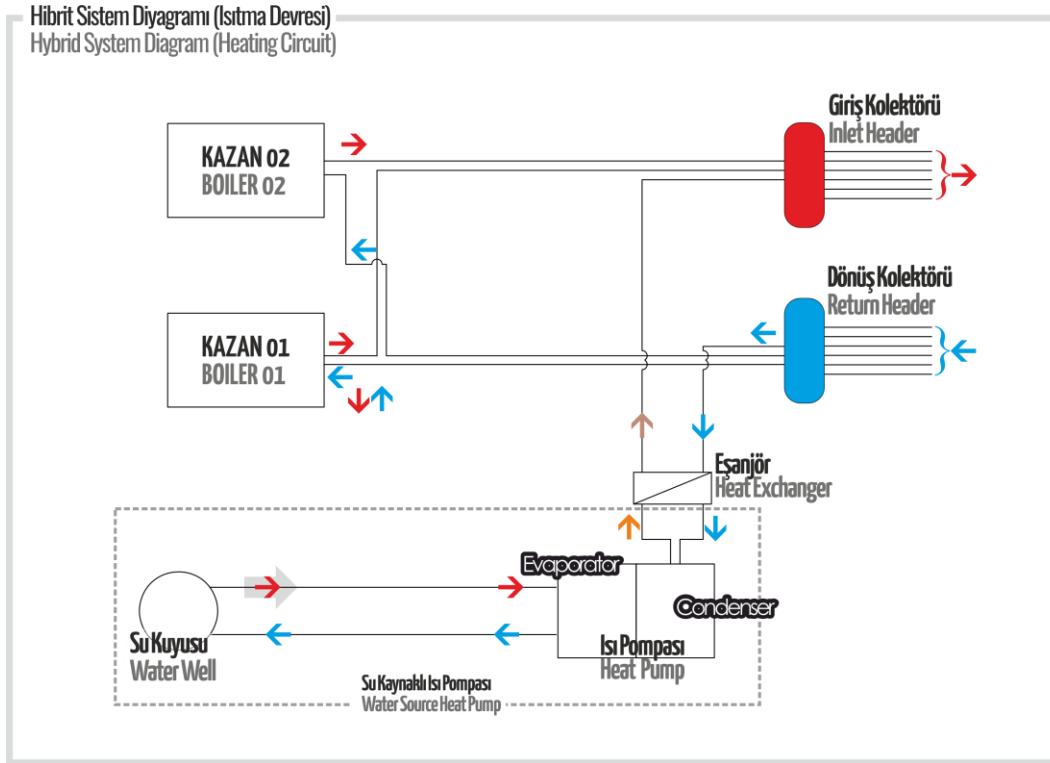 Hibrit Sistem Diyagramı (Isıtma Devresi)
Hybrid System Diagram (Heating Circuit)
Giriş Kolektörü
Inlet Header
KAZAN 02
BOILER 02
Dönüş Kolektörü
Return Header
KAZAN 01
BOILER 01
Eşanjör
Heat Exchanger
Evaporator
Condenser
Su Kuyusu
Water Well
Isı Pompası
Heat Pump
Su Kaynaklı Isı Pompası
Water Source Heat Pump